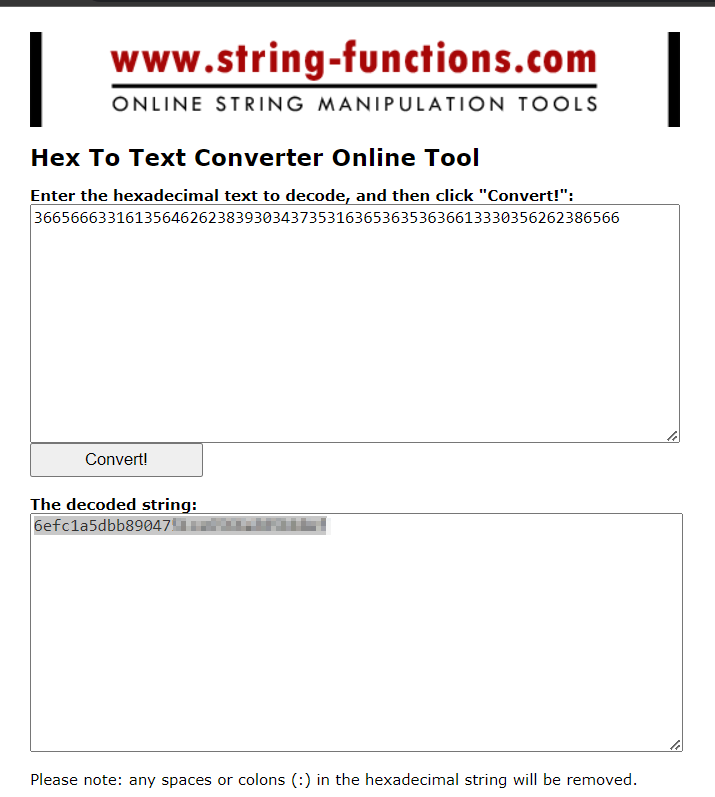 www.string-functions.com
ONLINE STRING MANIPULATION TOOLS
Hex To Text Converter Online Tool
Enter the hexadecimal text to decode, and then click "Convert!":
3665666331613564626238393034373531636536353636613330356262386566
Convert!
The decoded string:
6efc1a5dbb89047
Please note: any spaces or colons (:) in the hexadecimal string will be removed.